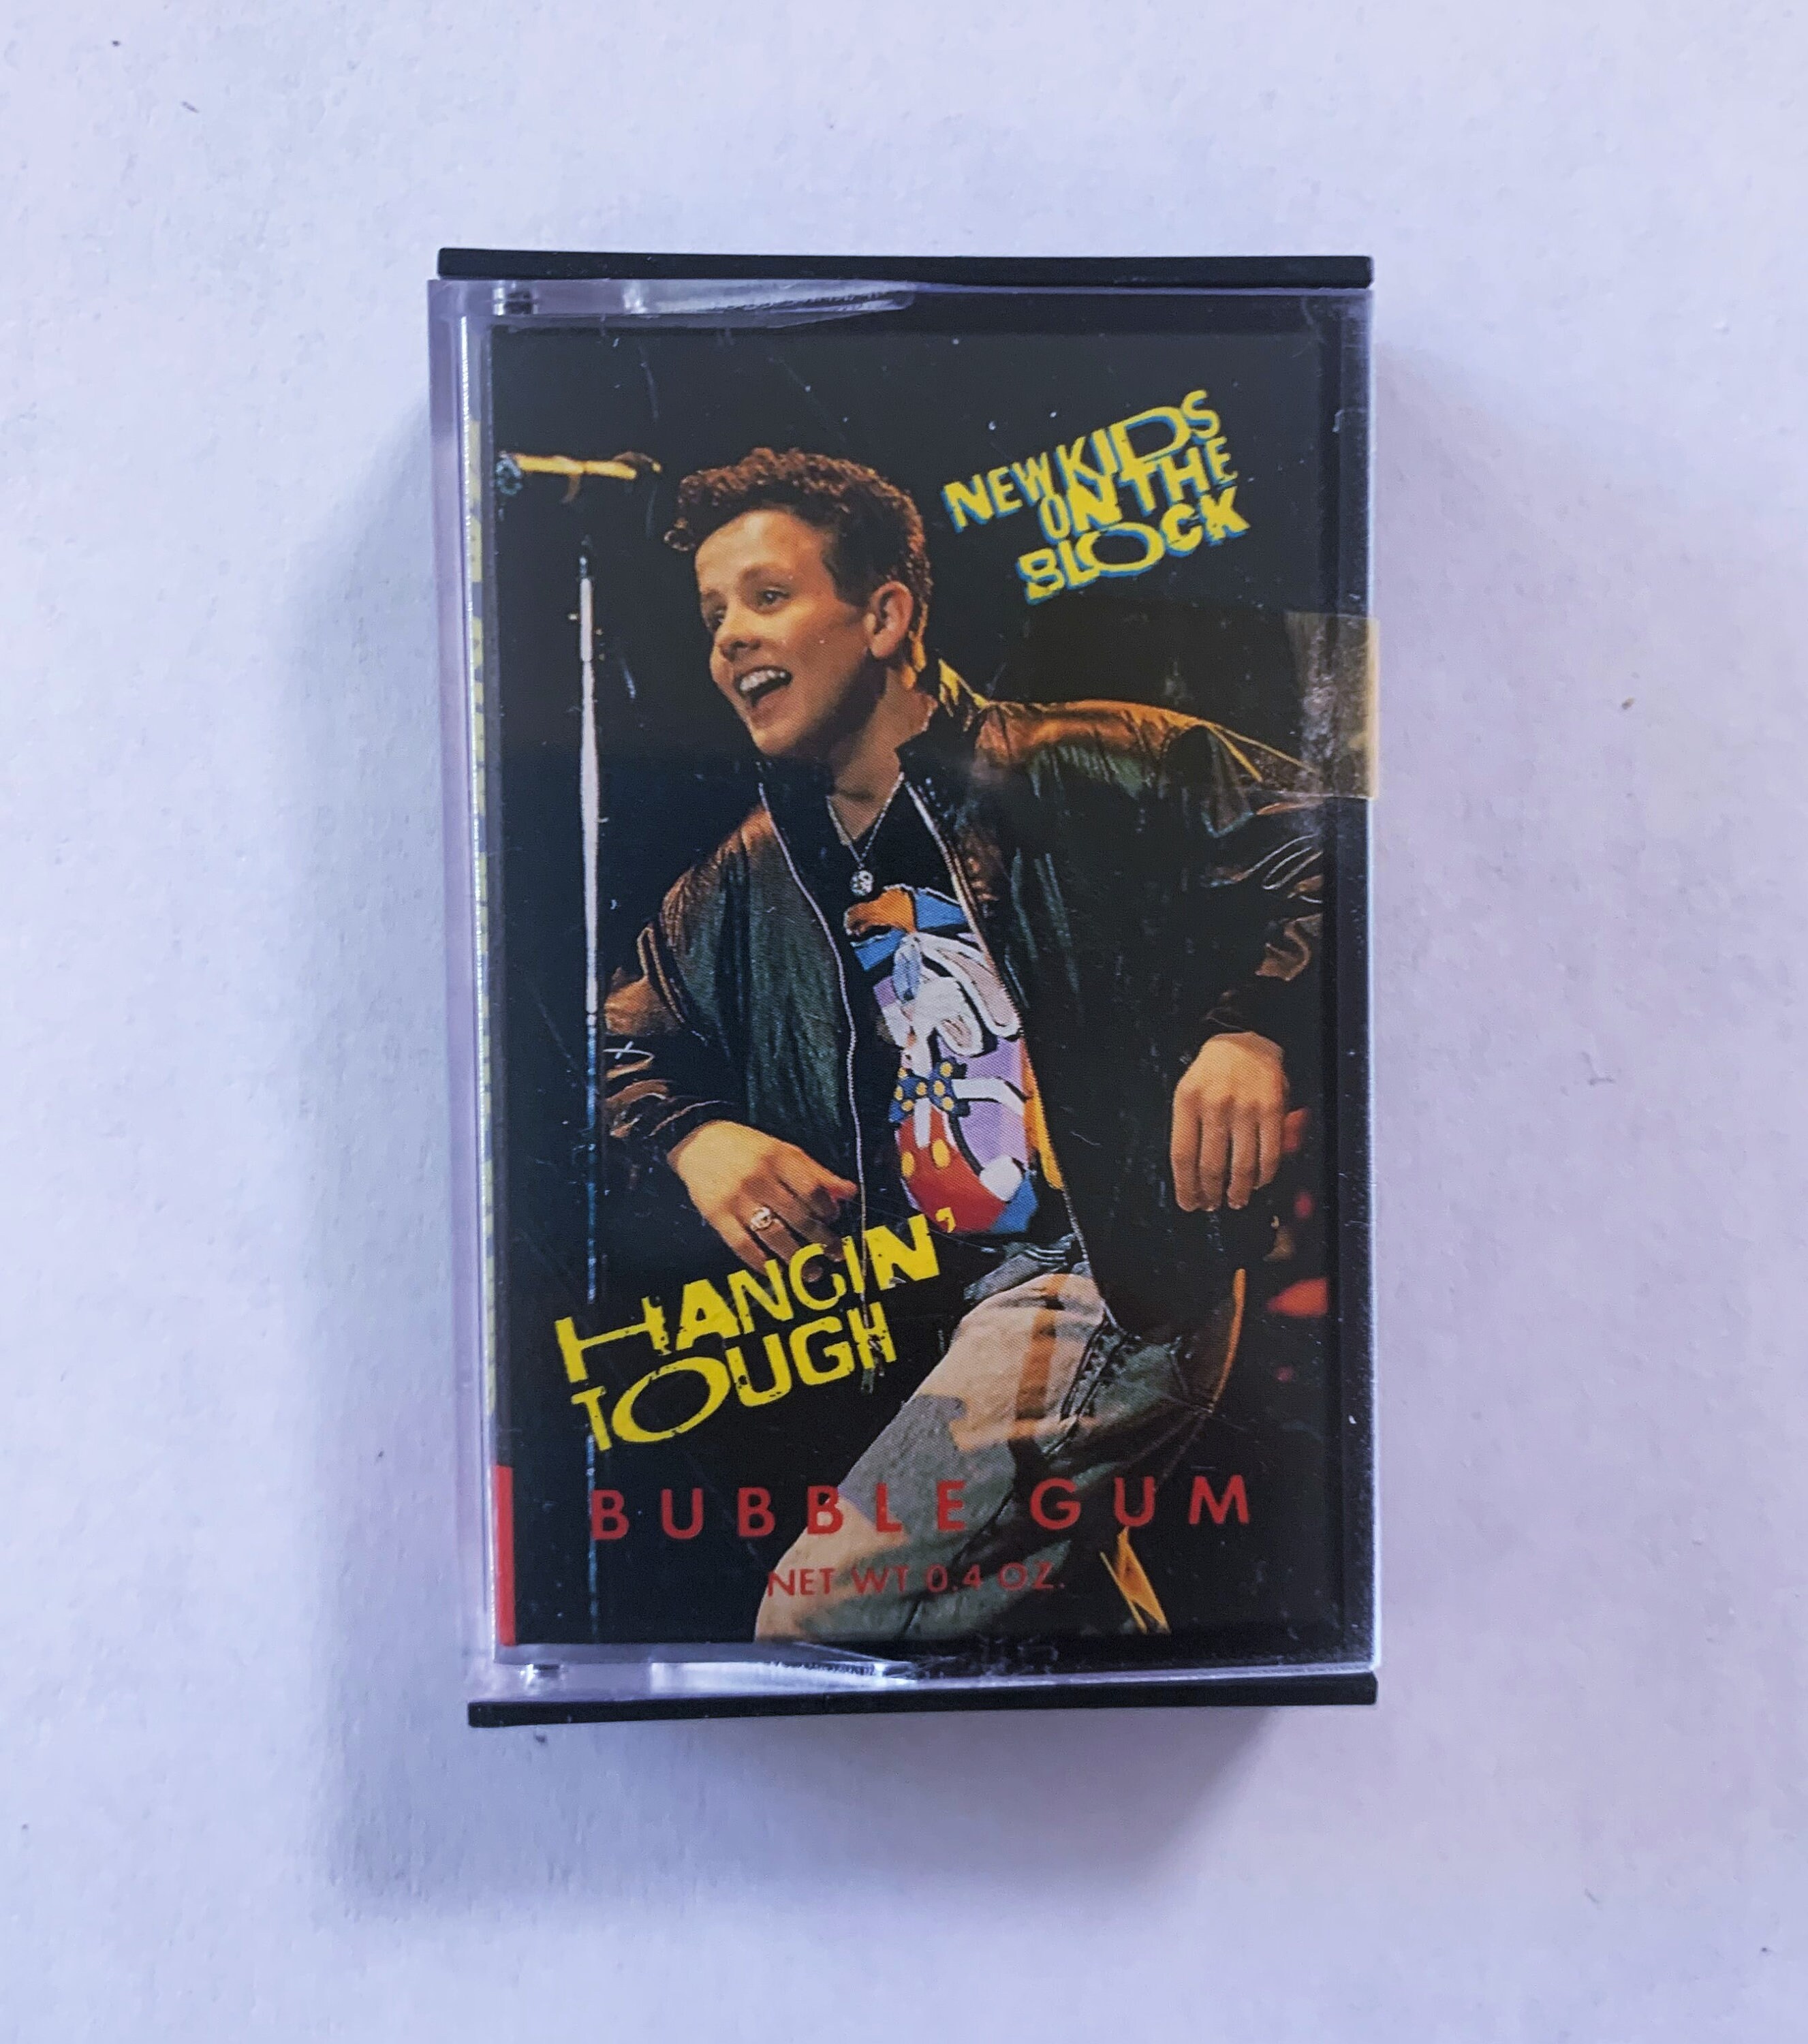 NEW KIDS
ON THE
BLOCK
HANGIN'
TOUGH
BUBBLE GUM
NET WT 0.4 OZ.